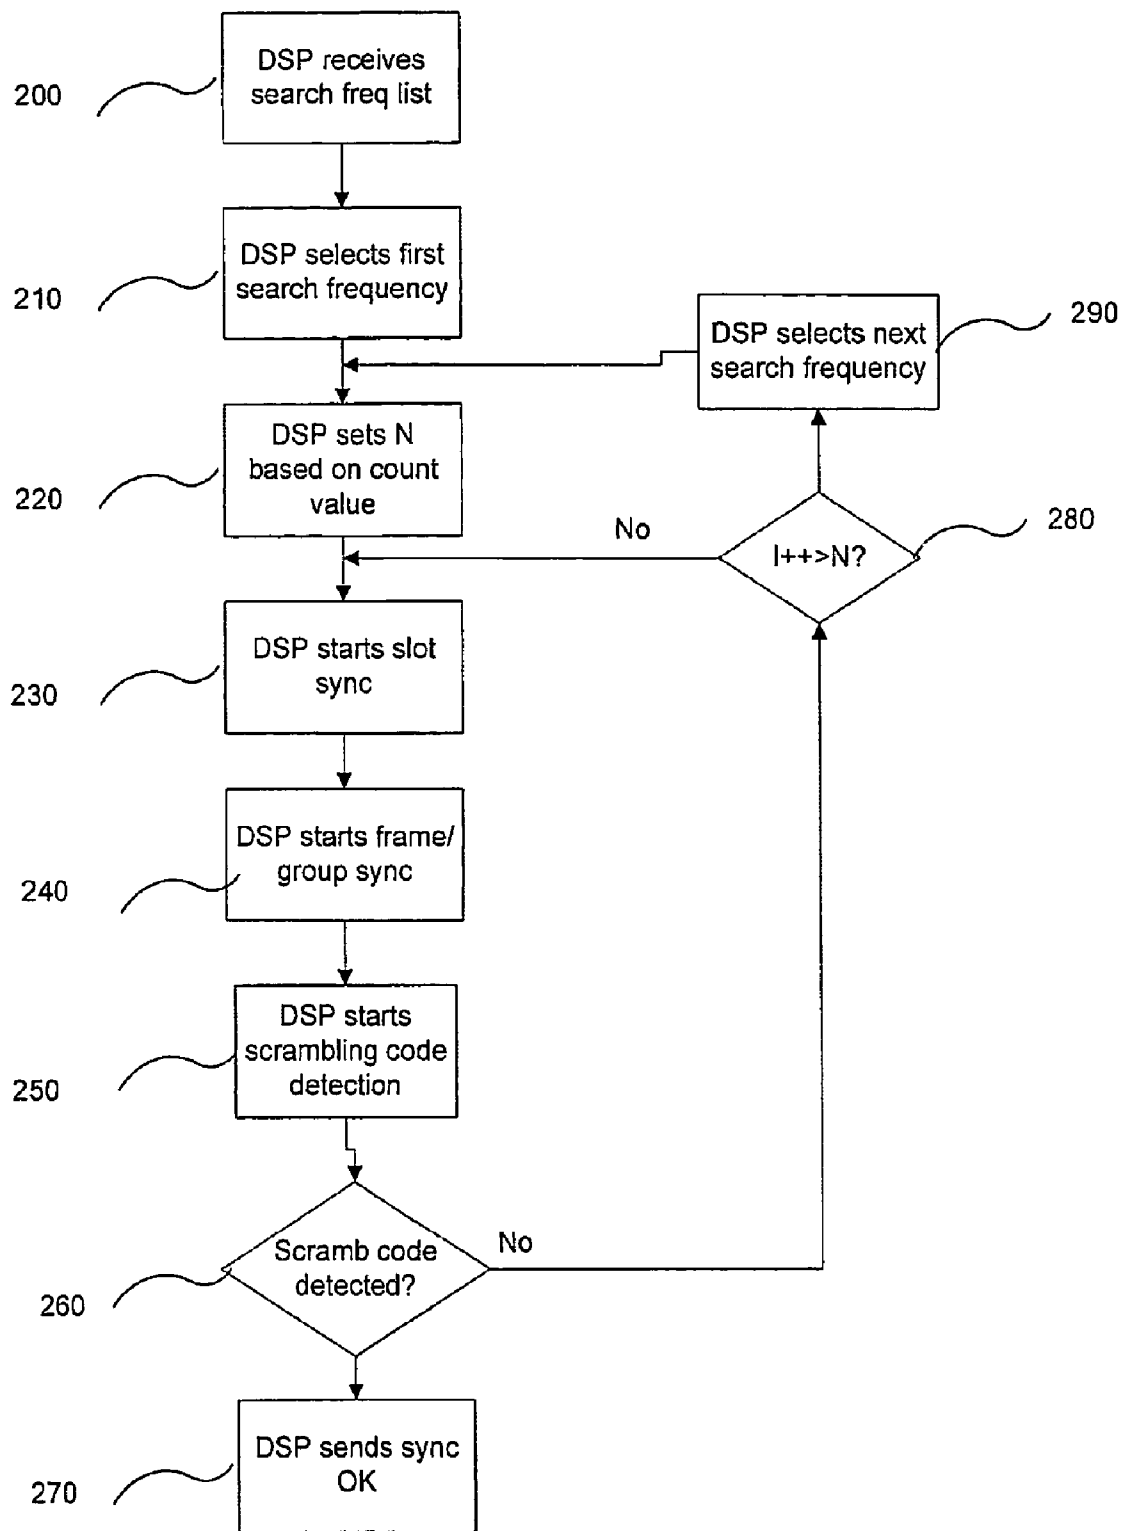 DSP receives
search freq list
200
DSP selects first
search frequency
210
DSP selects next
search frequency
290
DSP sets N
based on count
value
220
No
I++>N?
280
DSP starts slot
sync
230
DSP starts frame/
group sync
240
DSP starts
scrambling code
detection
250
Scramb code
detected?
No
260
DSP sends sync
OK
270